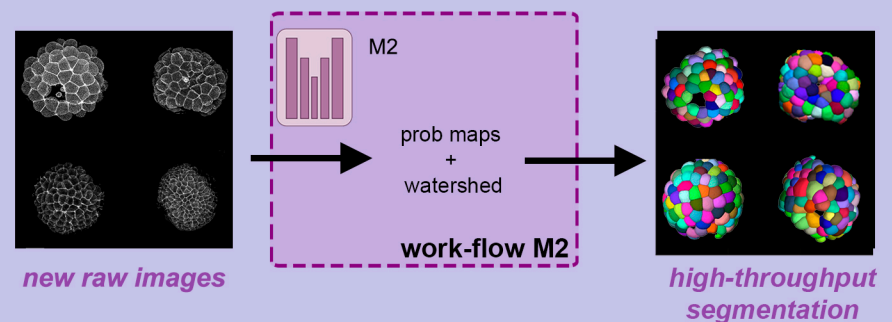 M2
prob maps
+
watershed
work-flow M2
new raw images
high-throughput
segmentation